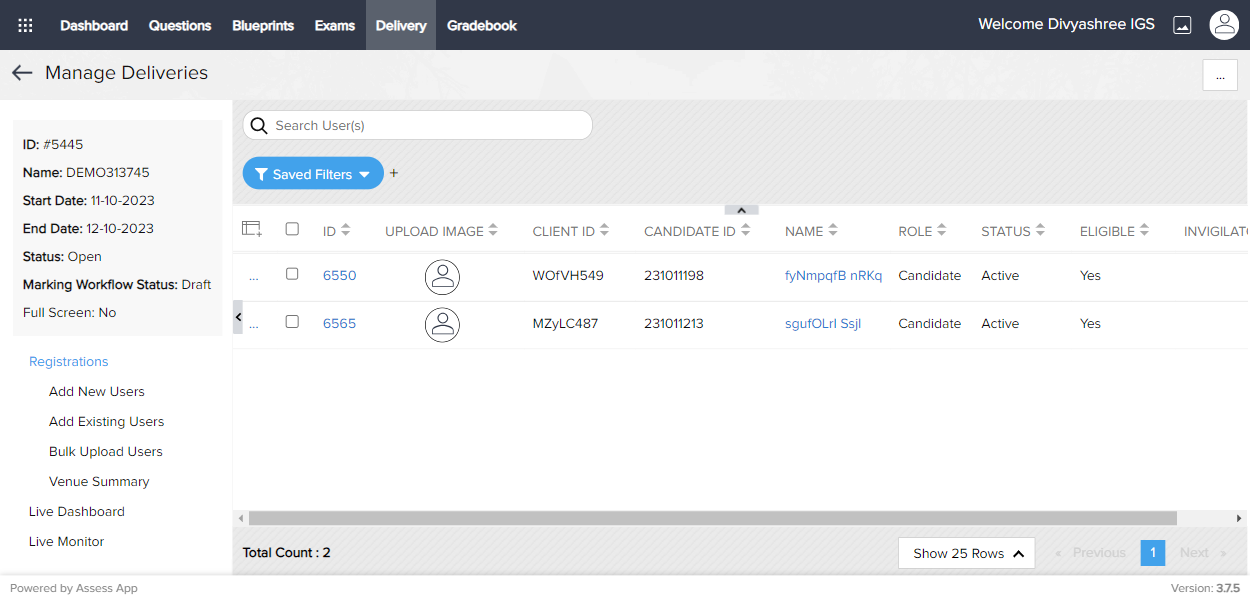 Dashboard Questions Blueprints Exams Delivery Gradebook Welcome Divyashree IGS
Manage Deliveries ...
ID: #5445
Name: DEMO313745
Start Date: 11-10-2023
End Date: 12-10-2023
Status: Open
Marking Workflow Status: Draft
Full Screen: No
Registrations
Add New Users
Add Existing Users
Bulk Upload Users
Venue Summary
Live Dashboard
Live Monitor
Search User(s)
Saved Filters +
ID UPLOAD IMAGE CLIENT ID CANDIDATE ID NAME ROLE STATUS ELIGIBLE INVIGILATO
... 6550 WOfVH549 231011198 fyNmpqfB nRKq Candidate Active Yes
... 6565 MZyLC487 231011213 sgufOLrI SsjI Candidate Active Yes
Total Count : 2 Show 25 Rows « Previous 1 Next »
Powered by Assess App Version: 3.7.5